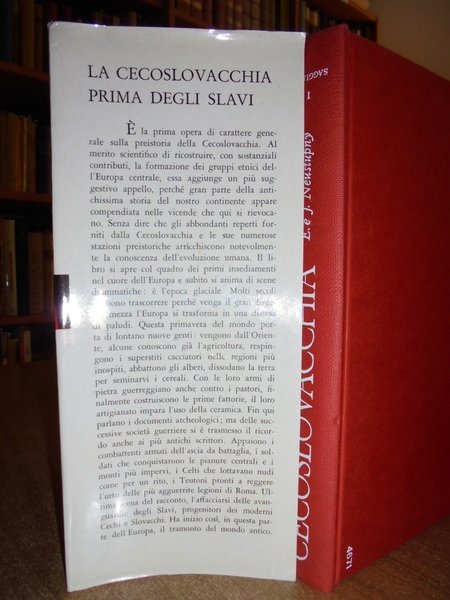 LA CECOSLOVACCHIA
PRIMA DEGLI SLAVI
È la prima opera di carattere gene-
rale sulla preistoria della Cecoslovacchia. Al
merito scientifico di ricostruire, con sostanziali
contributi, la formazione dei gruppi etnici del-
l'Europa centrale, essa aggiunge un più sug-
gestivo appello, perché gran parte della anti-
chissima storia del nostro continente appare
compendiata nelle vicende che qui si rievoca-
no. Senza dire che gli abbondanti reperti for-
niti dalla Cecoslovacchia e le sue numerose
stazioni preistoriche arricchiscono notevolmen-
te la conoscenza dell'evoluzione umana. Il li-
bro si apre col quadro dei primi insediamenti
nel cuore dell'Europa e subito si anima di scene
drammatiche: è l'epoca glaciale. Molti secoli
trascorrere perché venga il gran
mezza l'Europa si trasforma in una distesa
di paludi. Questa primavera del mondo por-
ta di lontano nuove genti: vengono dall'Orien-
te, alcune conoscono già l'agricoltura, respin-
gono i superstiti cacciatori nelle regioni più
inospiti, abbattono gli alberi, dissodano la terra
per seminarvi i cereali. Con le loro armi di
pietra guerreggiano anche contro i pastori, fi-
nalmente costruiscono le prime fattorie, il loro
artigianato impara l'uso della ceramica. Fin qui
parlano i documenti archeologici; ma delle suc-
cessive società guerriere si è trasmesso il ricor-
do anche ai più antichi scrittori. Appaiono i
combattenti armati dell'ascia da battaglia, i sol-
dati che conquistarono le pianure centrali e i
monti più impervi, i Celti che lottavano nudi
come per un rito, i Teutoni pronti a reggere
l'urto delle più agguerrite legioni di Roma. Ul-
tima scena del racconto, l'affacciarsi delle avan-
guardie degli Slavi, progenitori dei moderni
Cechi e Slovacchi. Ha inizio così, in questa par-
te dell'Europa, il tramonto del mondo antico.
I
E. e J. Neustupný
CECOSLOVACCHIA
A671